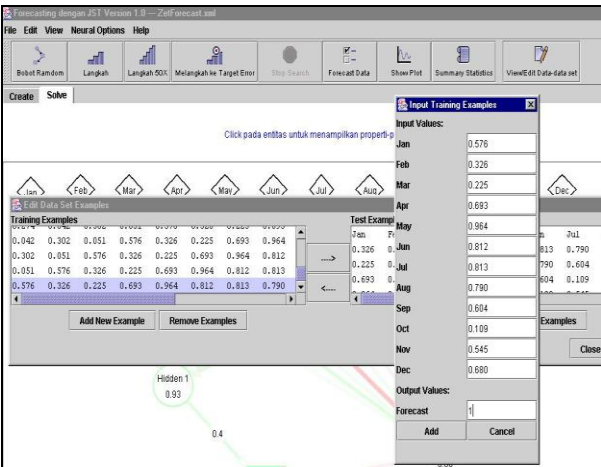 Forecasting dengan JST Version 1.0 — ZelForecast.xml
File Edit View Neural Options Help
Bobot Ramdom Langkah Langkah 50X Melangkah ke Target Error Stop Search Forecast Data Show Plot Summary Statistics View/Edit Data-data set
Create Solve
Click pada entitas untuk menampilkan properti-p
Jan Feb Mar Apr May Jun Jul Aug Dec
Edit Data Set Examples
Training Examples
0.042 0.302 0.051 0.576 0.326 0.225 0.693 0.964
0.302 0.051 0.576 0.326 0.225 0.693 0.964 0.812
0.051 0.576 0.326 0.225 0.693 0.964 0.812 0.813
0.576 0.326 0.225 0.693 0.964 0.812 0.813 0.790
Add New Example Remove Examples
---->
<----
Test Exampl
Jan Jul
0.326 813 0.790
0.225 790 0.604
0.693 604 0.109
Examples
Close
Input Training Examples
Input Values:
Jan 0.576
Feb 0.326
Mar 0.225
Apr 0.693
May 0.964
Jun 0.812
Jul 0.813
Aug 0.790
Sep 0.604
Oct 0.109
Nov 0.545
Dec 0.680
Output Values:
Forecast 1
Add Cancel
Hidden 1
0.93
0.4